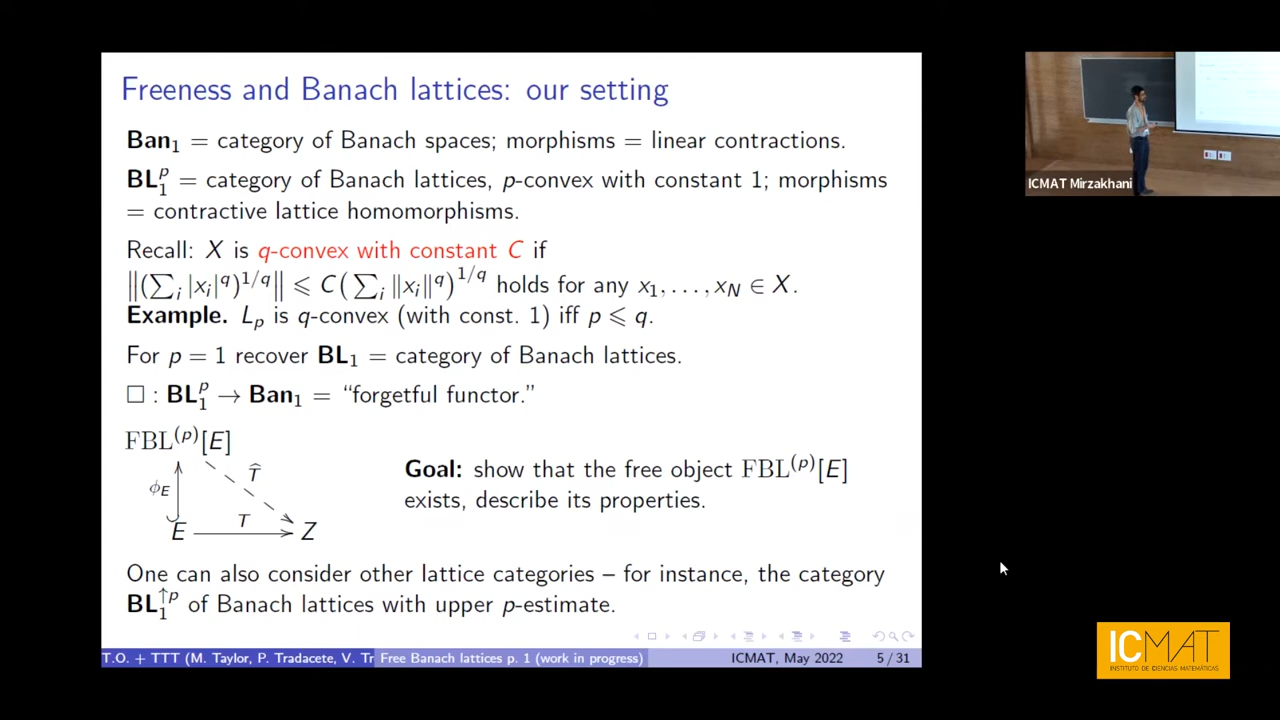 Freeness and Banach lattices: our setting
Ban₁ = category of Banach spaces; morphisms = linear contractions.
BL₁ᵖ = category of Banach lattices, p-convex with constant 1; morphisms
= contractive lattice homomorphisms.
Recall: X is q-convex with constant C if
‖(∑ᵢ |xᵢ|^q)^{1/q}‖ ⩽ C(∑ᵢ ‖xᵢ‖^q)^{1/q} holds for any x₁, . . . , x_N ∈ X.
Example. Lₚ is q-convex (with const. 1) iff p ⩽ q.
For p = 1 recover BL₁ = category of Banach lattices.
□ : BL₁ᵖ → Ban₁ = “forgetful functor.”
FBL^(p)[E]
T̂
ϕ_E
T
E
Z
Goal: show that the free object FBL^(p)[E]
exists, describe its properties.
One can also consider other lattice categories – for instance, the category
BL₁^{↑p} of Banach lattices with upper p-estimate.
T.O. + TTT (M. Taylor, P. Tradacete, V. Tr
Free Banach lattices p. 1 (work in progress)
ICMAT, May 2022
5 / 31
ICMAT Mirzakhani
ICMAT
INSTITUTO DE CIENCIAS MATEMÁTICAS